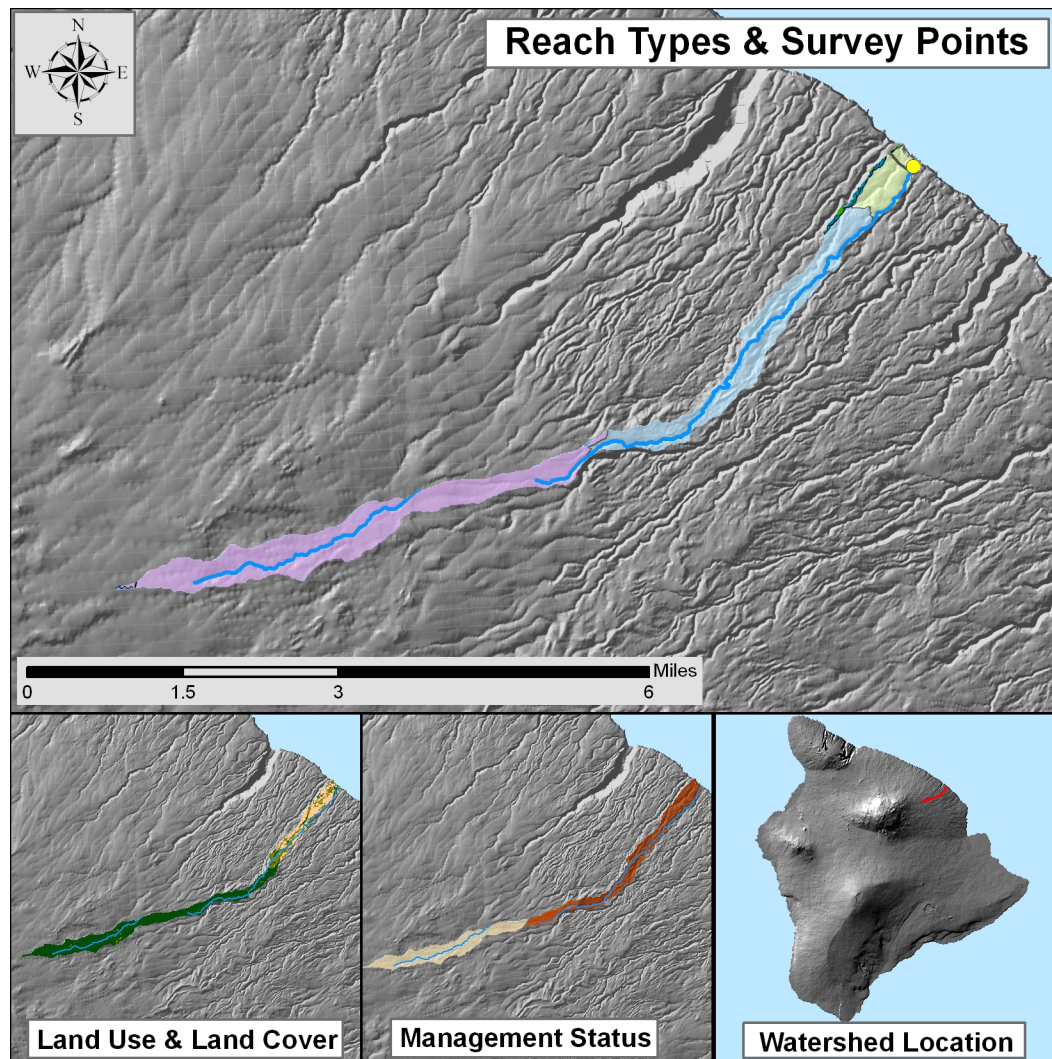 Reach Types & Survey Points
N
W E
S
Miles
0 1.5 3 6
Land Use & Land Cover
Management Status
Watershed Location